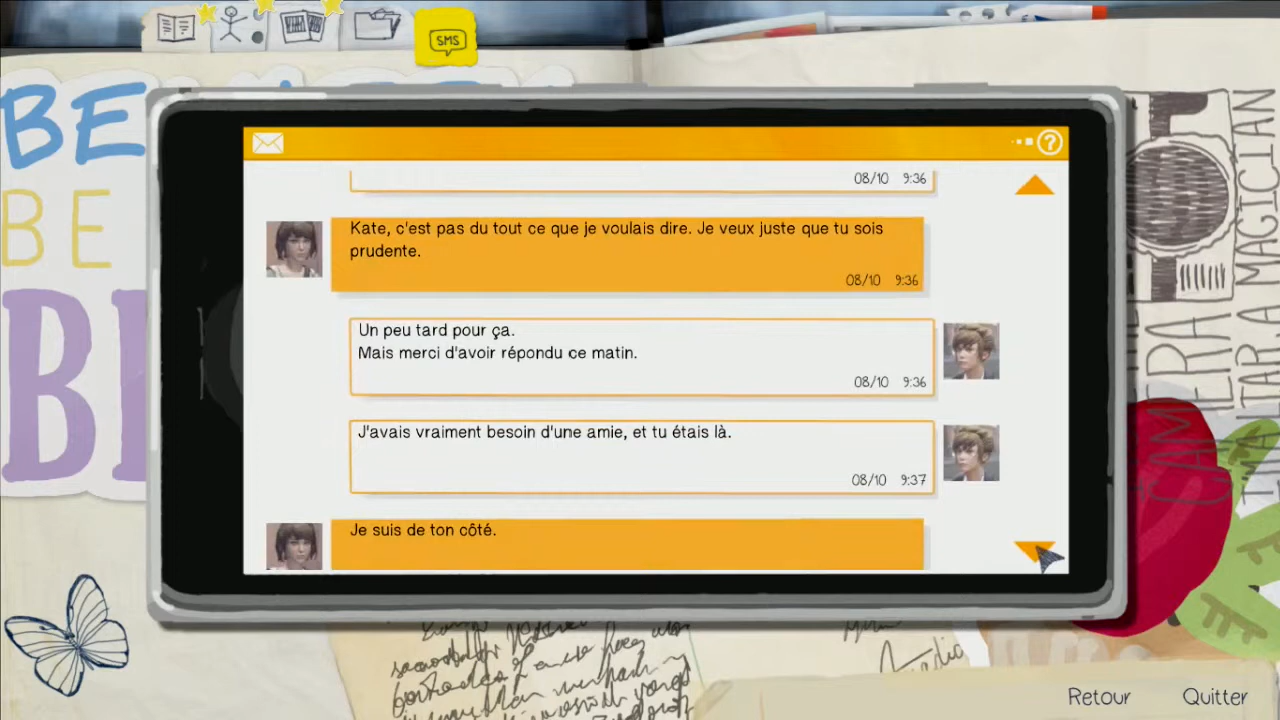 SMS
BE
08/10 9:36
Kate, c'est pas du tout ce que je voulais dire. Je veux juste que tu sois
prudente.
08/10 9:36
Un peu tard pour ça.
Mais merci d'avoir répondu ce matin.
08/10 9:36
J'avais vraiment besoin d'une amie, et tu étais là.
08/10 9:37
Je suis de ton côté.
BE
CAMERA
MAGICIAN
Retour
Quitter